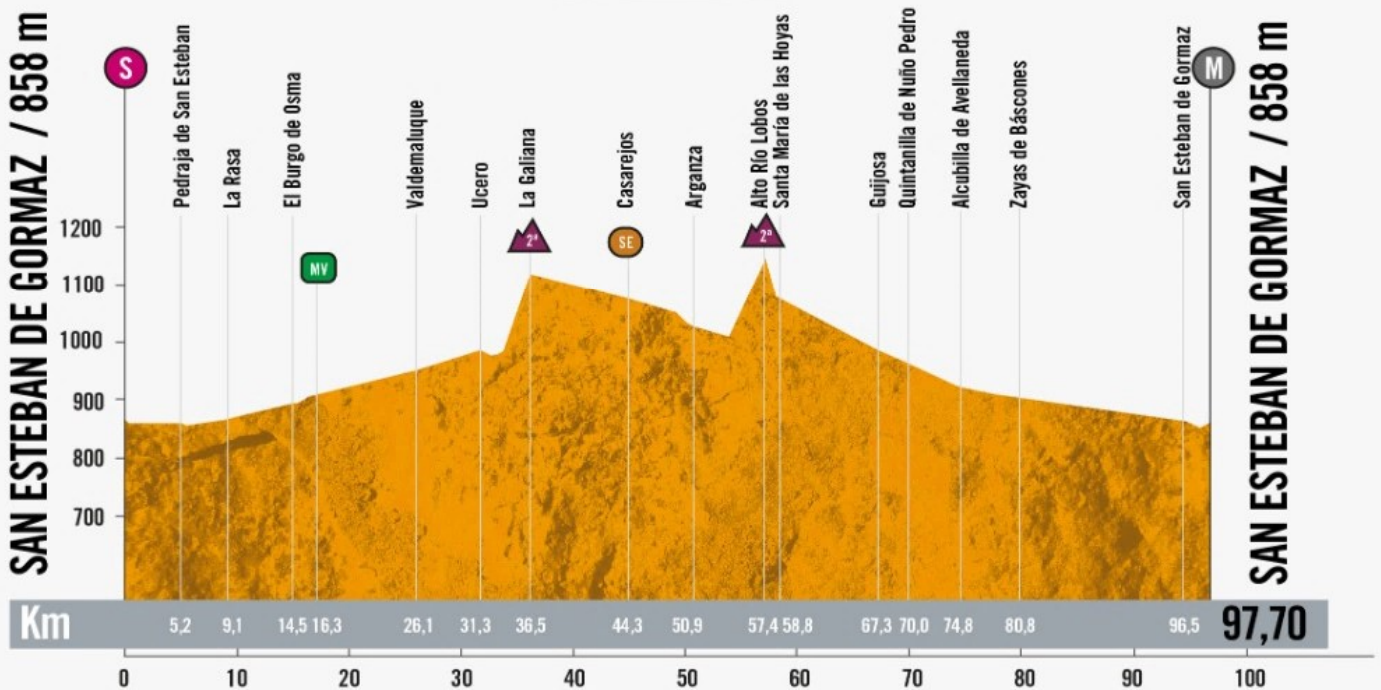 SAN ESTEBAN DE GORMAZ / 858 m
S
Pedraja de San Esteban
La Rasa
El Burgo de Osma
MV
Valdemaluque
Ucero
La Galiana
2ª
Casarejos
SE
Arganza
Alto Río Lobos
2ª
Santa María de las Hoyas
Guijosa
Quintanilla de Nuño Pedro
Alcubilla de Avellaneda
Zayas de Báscones
San Esteban de Gormaz
M
SAN ESTEBAN DE GORMAZ / 858 m
1200
1100
1000
900
800
700
Km 5,2 9,1 14,5 16,3 26,1 31,3 36,5 44,3 50,9 57,4 58,8 67,3 70,0 74,8 80,8 96,5 97,70
0 10 20 30 40 50 60 70 80 90 100